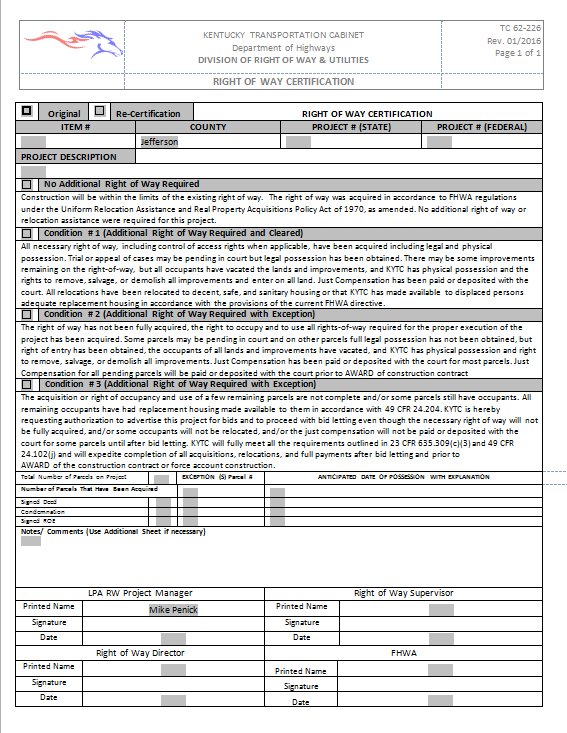 KENTUCKY TRANSPORTATION CABINET
Department of Highways
DIVISION OF RIGHT OF WAY & UTILITIES
TC 62-226
Rev. 01/2016
Page 1 of 1
RIGHT OF WAY CERTIFICATION
Original Re-Certification RIGHT OF WAY CERTIFICATION
ITEM # COUNTY PROJECT # (STATE) PROJECT # (FEDERAL)
Jefferson
PROJECT DESCRIPTION
No Additional Right of Way Required
Construction will be within the limits of the existing right of way. The right of way was acquired in accordance to FHWA regulations
under the Uniform Relocation Assistance and Real Property Acquisitions Policy Act of 1970, as amended. No additional right of way or
relocation assistance were required for this project.
Condition # 1 (Additional Right of Way Required and Cleared)
All necessary right of way, including control of access rights when applicable, have been acquired including legal and physical
possession. Trial or appeal of cases may be pending in court but legal possession has been obtained. There may be some improvements
remaining on the right-of-way, but all occupants have vacated the lands and improvements, and KYTC has physical possession and the
rights to remove, salvage, or demolish all improvements and enter on all land. Just Compensation has been paid or deposited with the
court. All relocations have been relocated to decent, safe, and sanitary housing or that KYTC has made available to displaced persons
adequate replacement housing in accordance with the provisions of the current FHWA directive.
Condition # 2 (Additional Right of Way Required with Exception)
The right of way has not been fully acquired, the right to occupy and to use all rights-of-way required for the proper execution of the
project has been acquired. Some parcels may be pending in court and on other parcels full legal possession has not been obtained, but
right of entry has been obtained, the occupants of all lands and improvements have vacated, and KYTC has physical possession and right
to remove, salvage, or demolish all improvements. Just Compensation has been paid or deposited with the court for most parcels. Just
Compensation for all pending parcels will be paid or deposited with the court prior to AWARD of construction contract
Condition # 3 (Additional Right of Way Required with Exception)
The acquisition or right of occupancy and use of a few remaining parcels are not complete and/or some parcels still have occupants. All
remaining occupants have had replacement housing made available to them in accordance with 49 CFR 24.204. KYTC is hereby
requesting authorization to advertise this project for bids and to proceed with bid letting even though the necessary right of way will not
be fully acquired, and/or some occupants will not be relocated, and/or the just compensation will not be paid or deposited with the
court for some parcels until after bid letting. KYTC will fully meet all the requirements outlined in 23 CFR 635.309(c)(3) and 49 CFR
24.102(j) and will expedite completion of all acquisitions, relocations, and full payments after bid letting and prior to
AWARD of the construction contract or force account construction.
Total Number of Parcels on Project EXCEPTION (S) Parcel # ANTICIPATED DATE OF POSSESSION WITH EXPLANATION
Number of Parcels That Have Been Acquired
Signed Deed
Condemnation
Signed ROE
Notes/ Comments (Use Additional Sheet if necessary)
LPA RW Project Manager Right of Way Supervisor
Printed Name Mike Penick Printed Name
Signature Signature
Date Date
Right of Way Director FHWA
Printed Name Printed Name
Signature Signature
Date Date